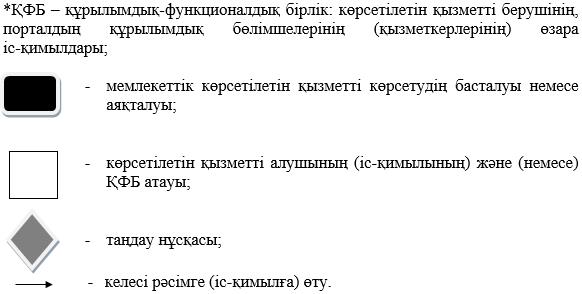 *ҚФБ – құрылымдық-функционалдық бірлік: көрсетілетін қызметті берушінің,
порталдың құрылымдық бөлімшелерінің (қызметкерлерінің) өзара
іс-қимылдары;
- мемлекеттік көрсетілетін қызметті көрсетудің басталуы немесе
аяқталуы;
- көрсетілетін қызметті алушының (іс-қимылының) және (немесе)
ҚФБ атауы;
- таңдау нұсқасы;
- келесі рәсімге (іс-қимылға) өту.